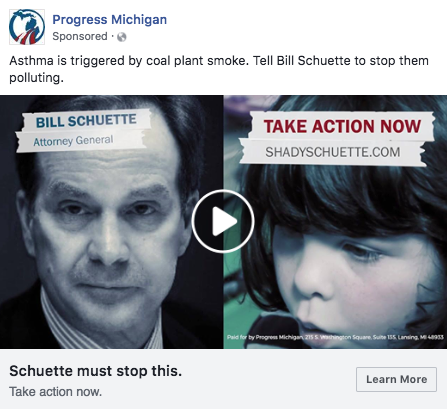 Progress Michigan
Sponsored ·
Asthma is triggered by coal plant smoke. Tell Bill Schuette to stop them
polluting.
BILL SCHUETTE
Attorney General
TAKE ACTION NOW
SHADYSCHUETTE.COM
Paid for by Progress Michigan, 215 S. Washington Square, Suite 135, Lansing, MI 48933
Schuette must stop this.
Take action now.
Learn More